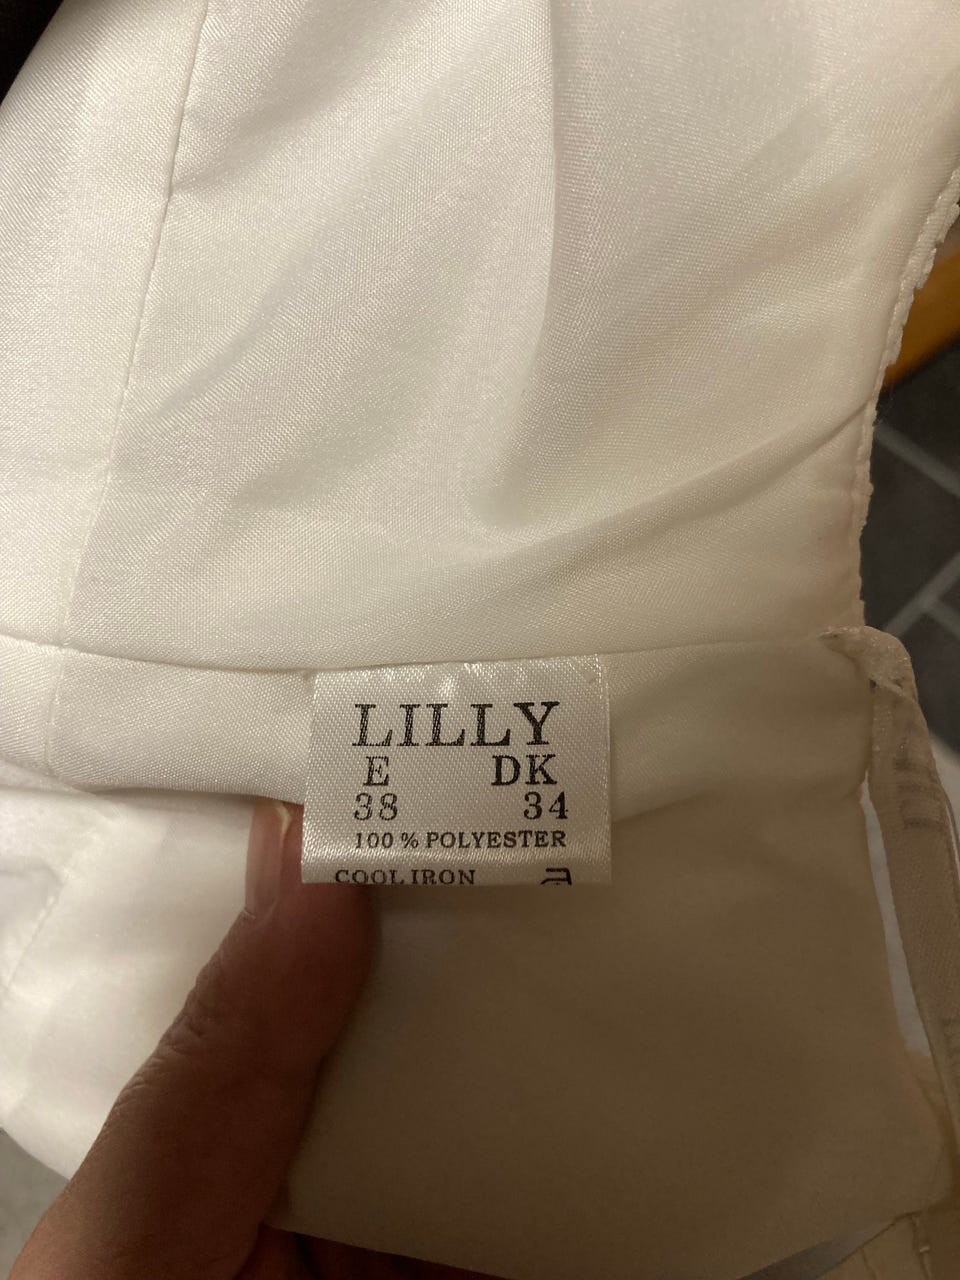 LILLY
E DK
38 34
100 % POLYESTER
COOL IRON